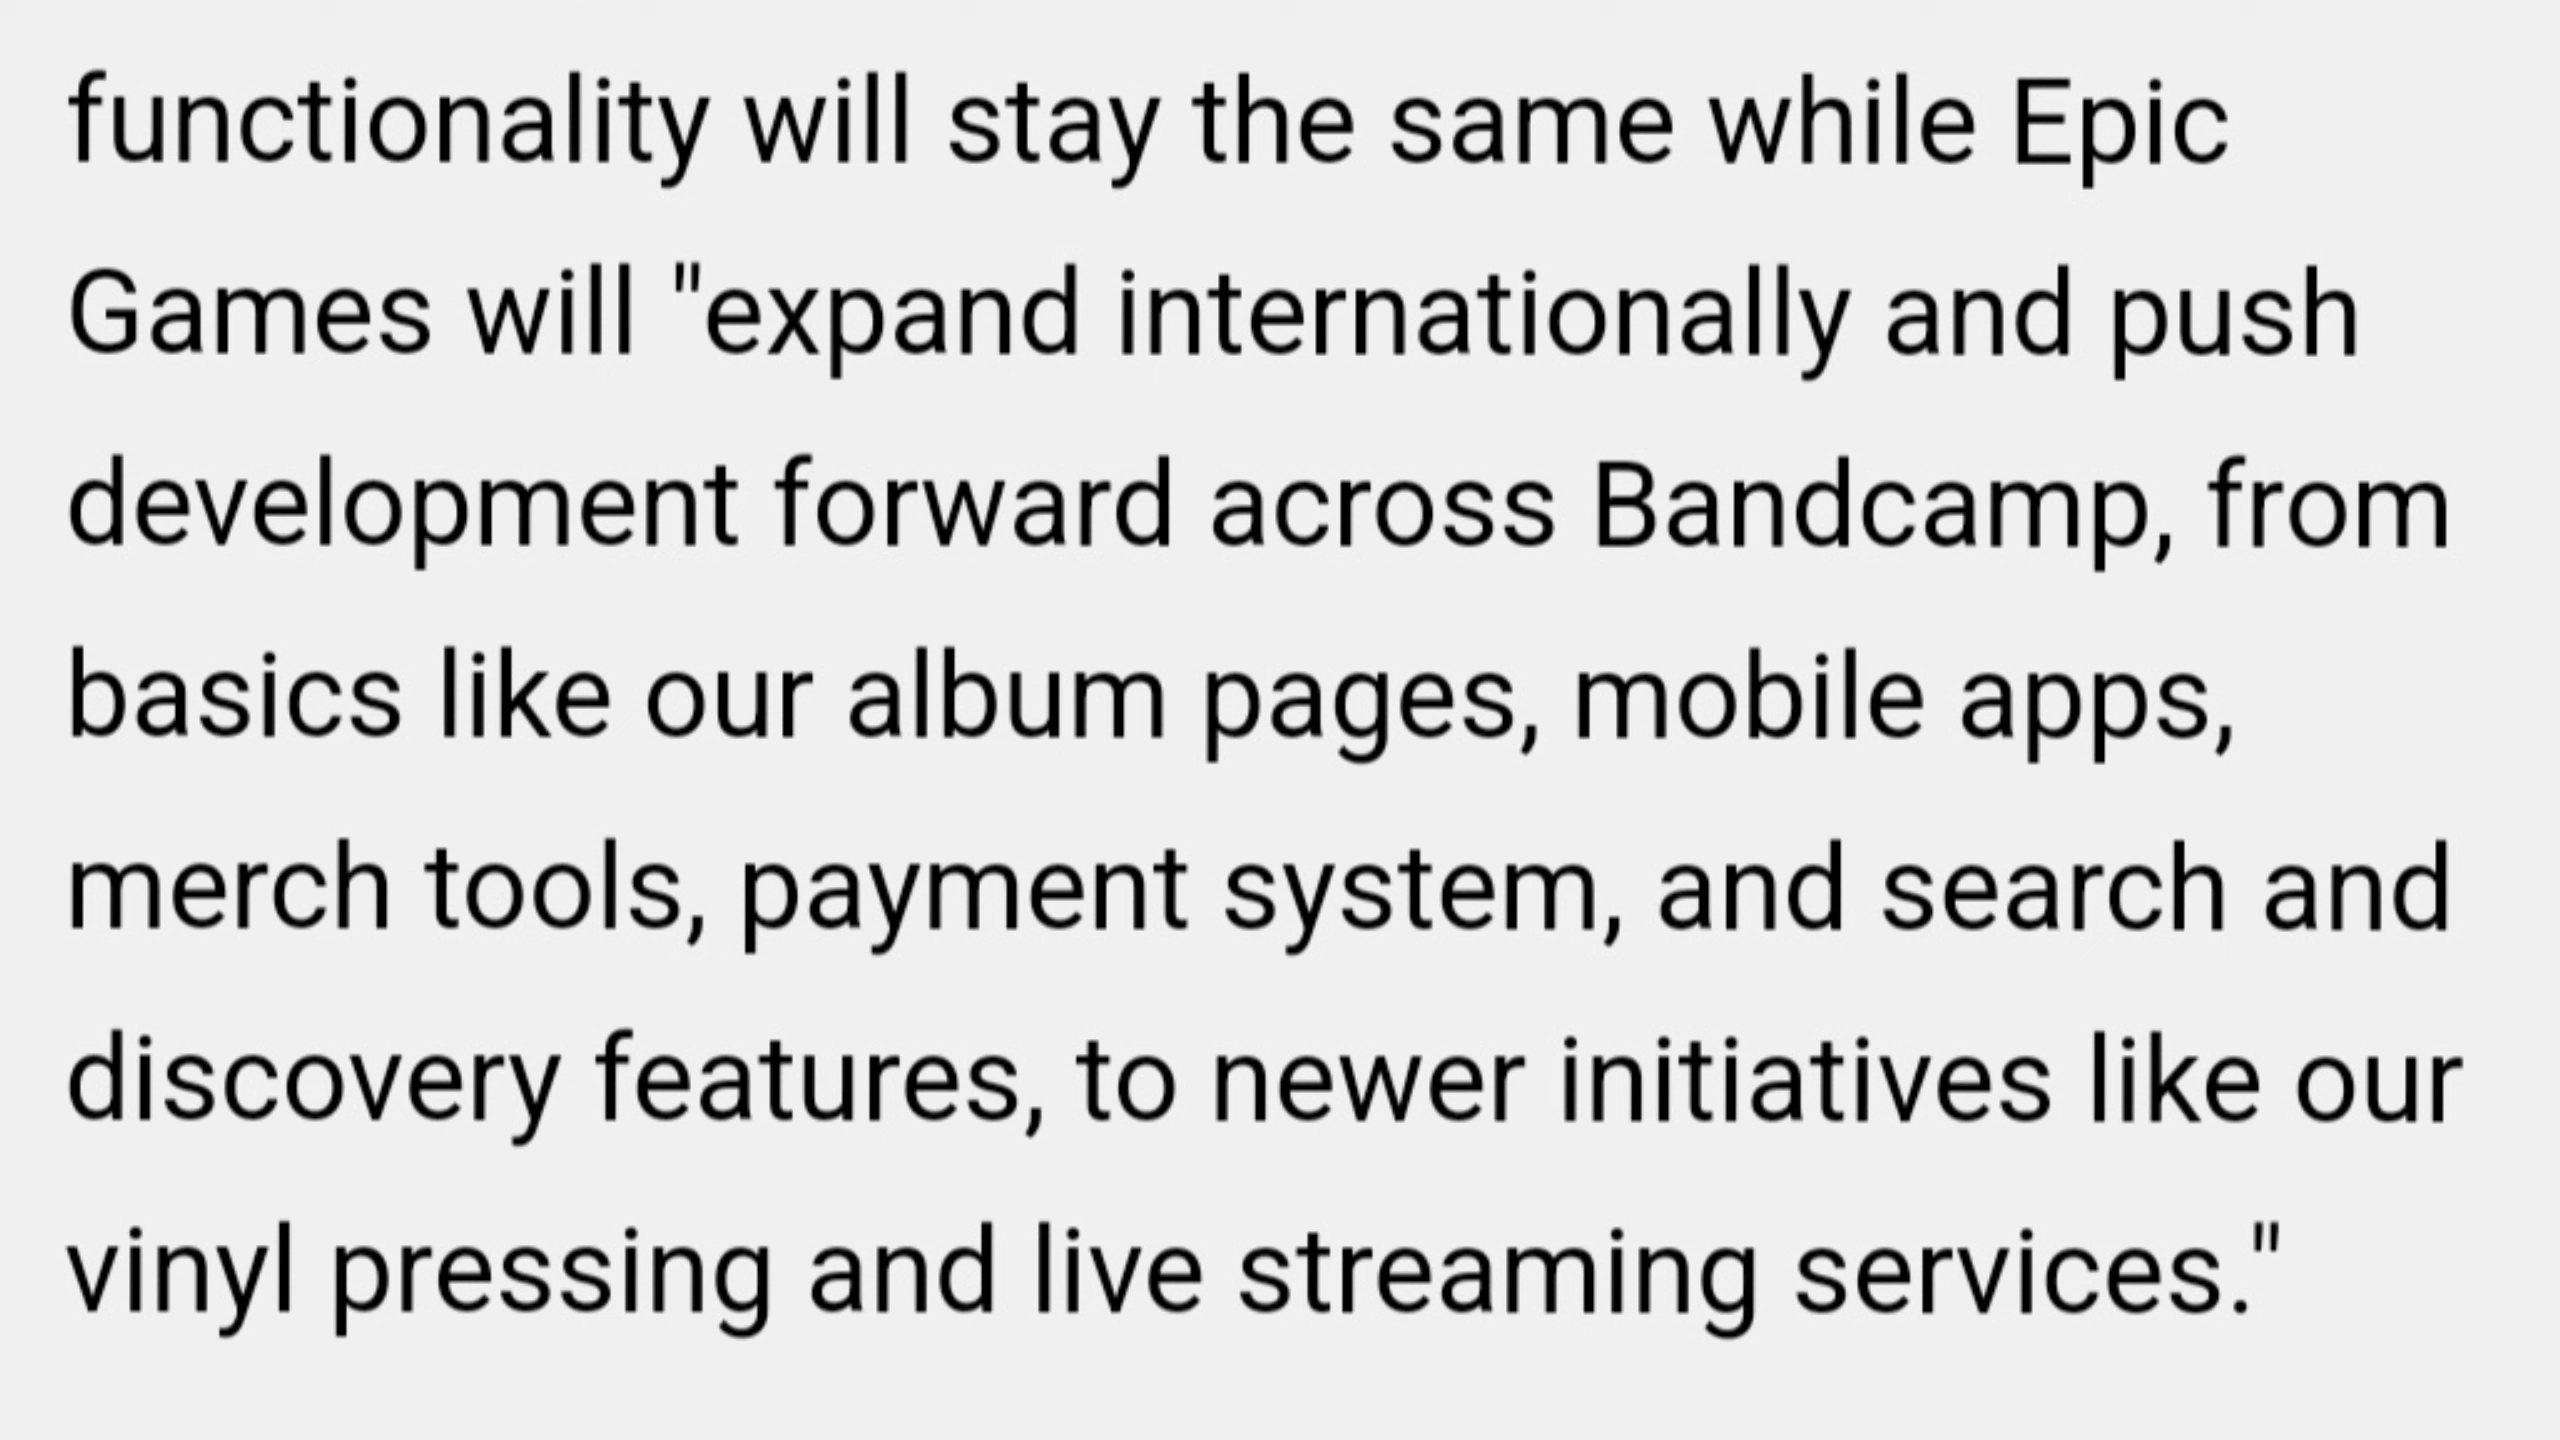 functionality will stay the same while Epic
Games will "expand internationally and push
development forward across Bandcamp, from
basics like our album pages, mobile apps,
merch tools, payment system, and search and
discovery features, to newer initiatives like our
vinyl pressing and live streaming services."